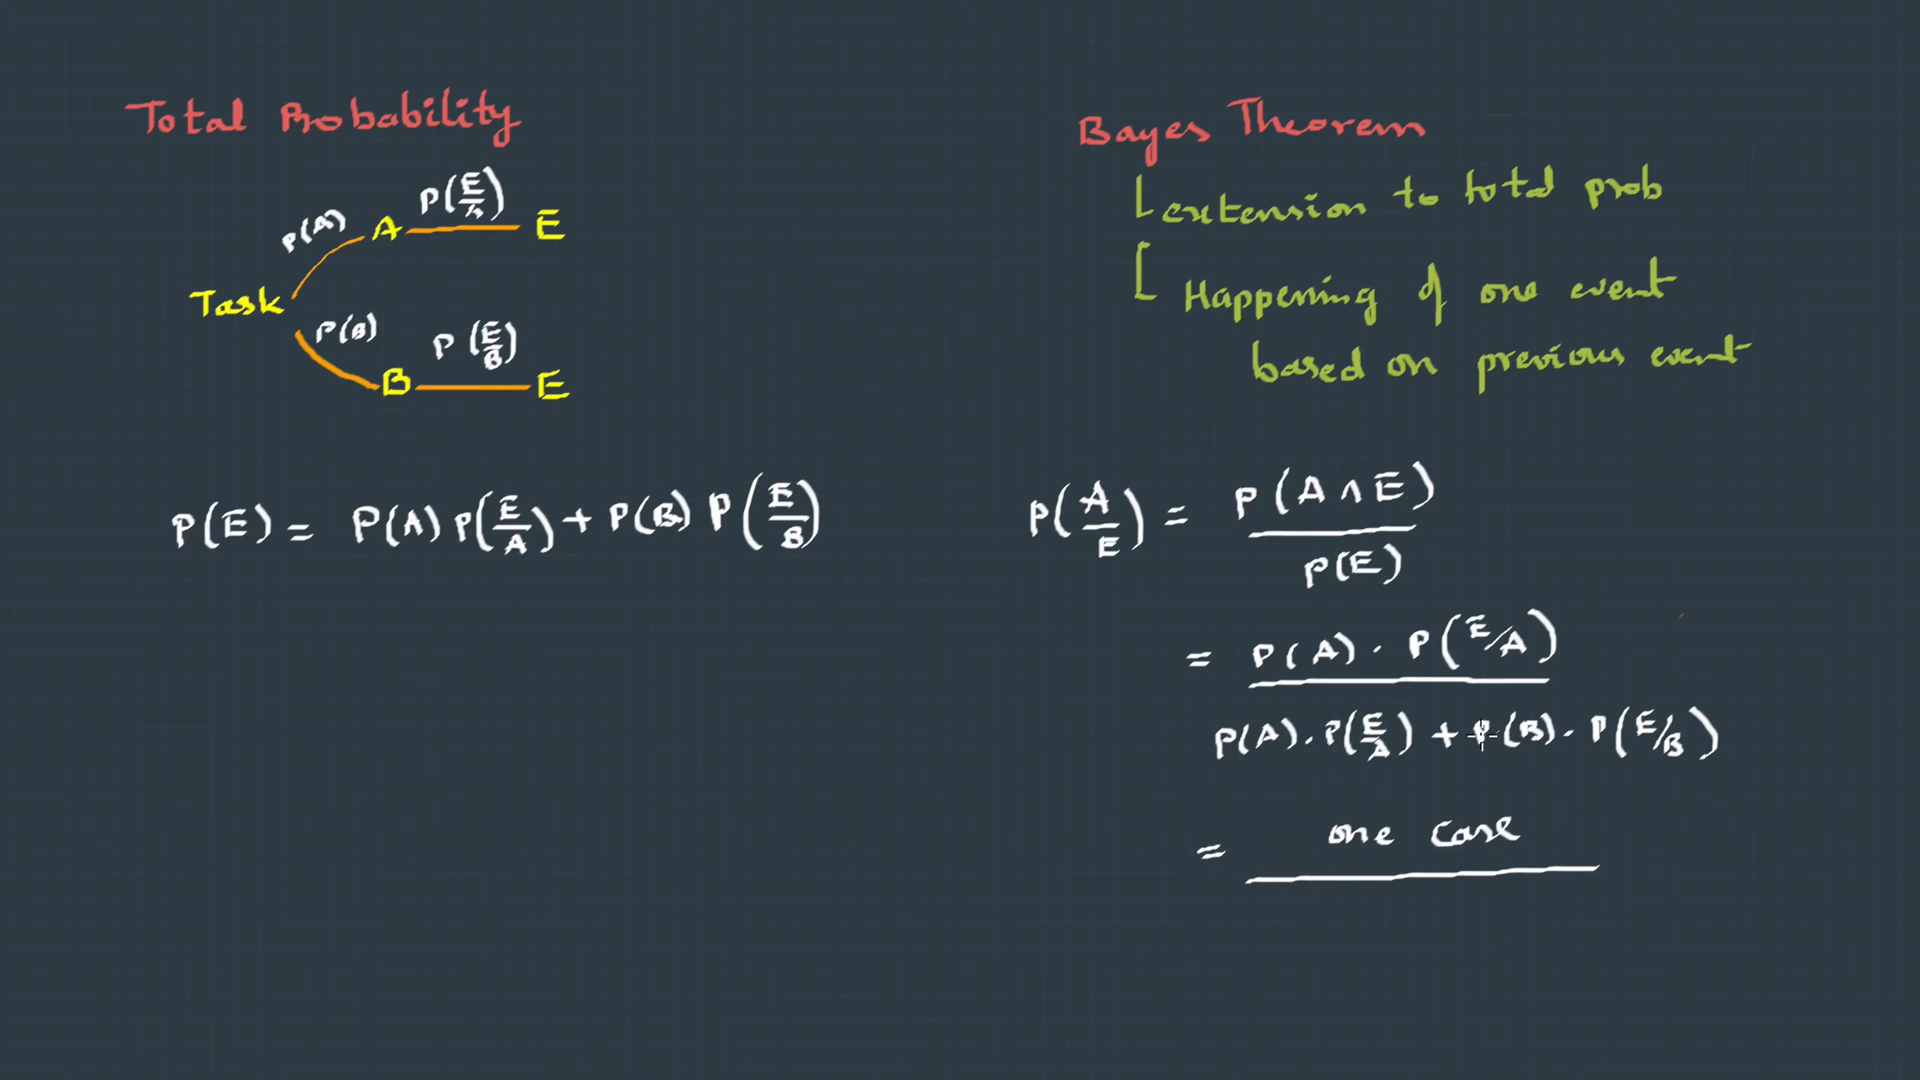 Total Probability
P(A) A P(E/A) E
Task
P(B) B P(E/B) E
P(E) = P(A) P(E/A) + P(B) P(E/B)
Bayes Theorem
extension to total prob
Happening of one event
based on previous event
P(A/E) = P(A ∧ E) / P(E)
= P(A) · P(E/A)
P(A) · P(E/A) + P(B) · P(E/B)
= one case